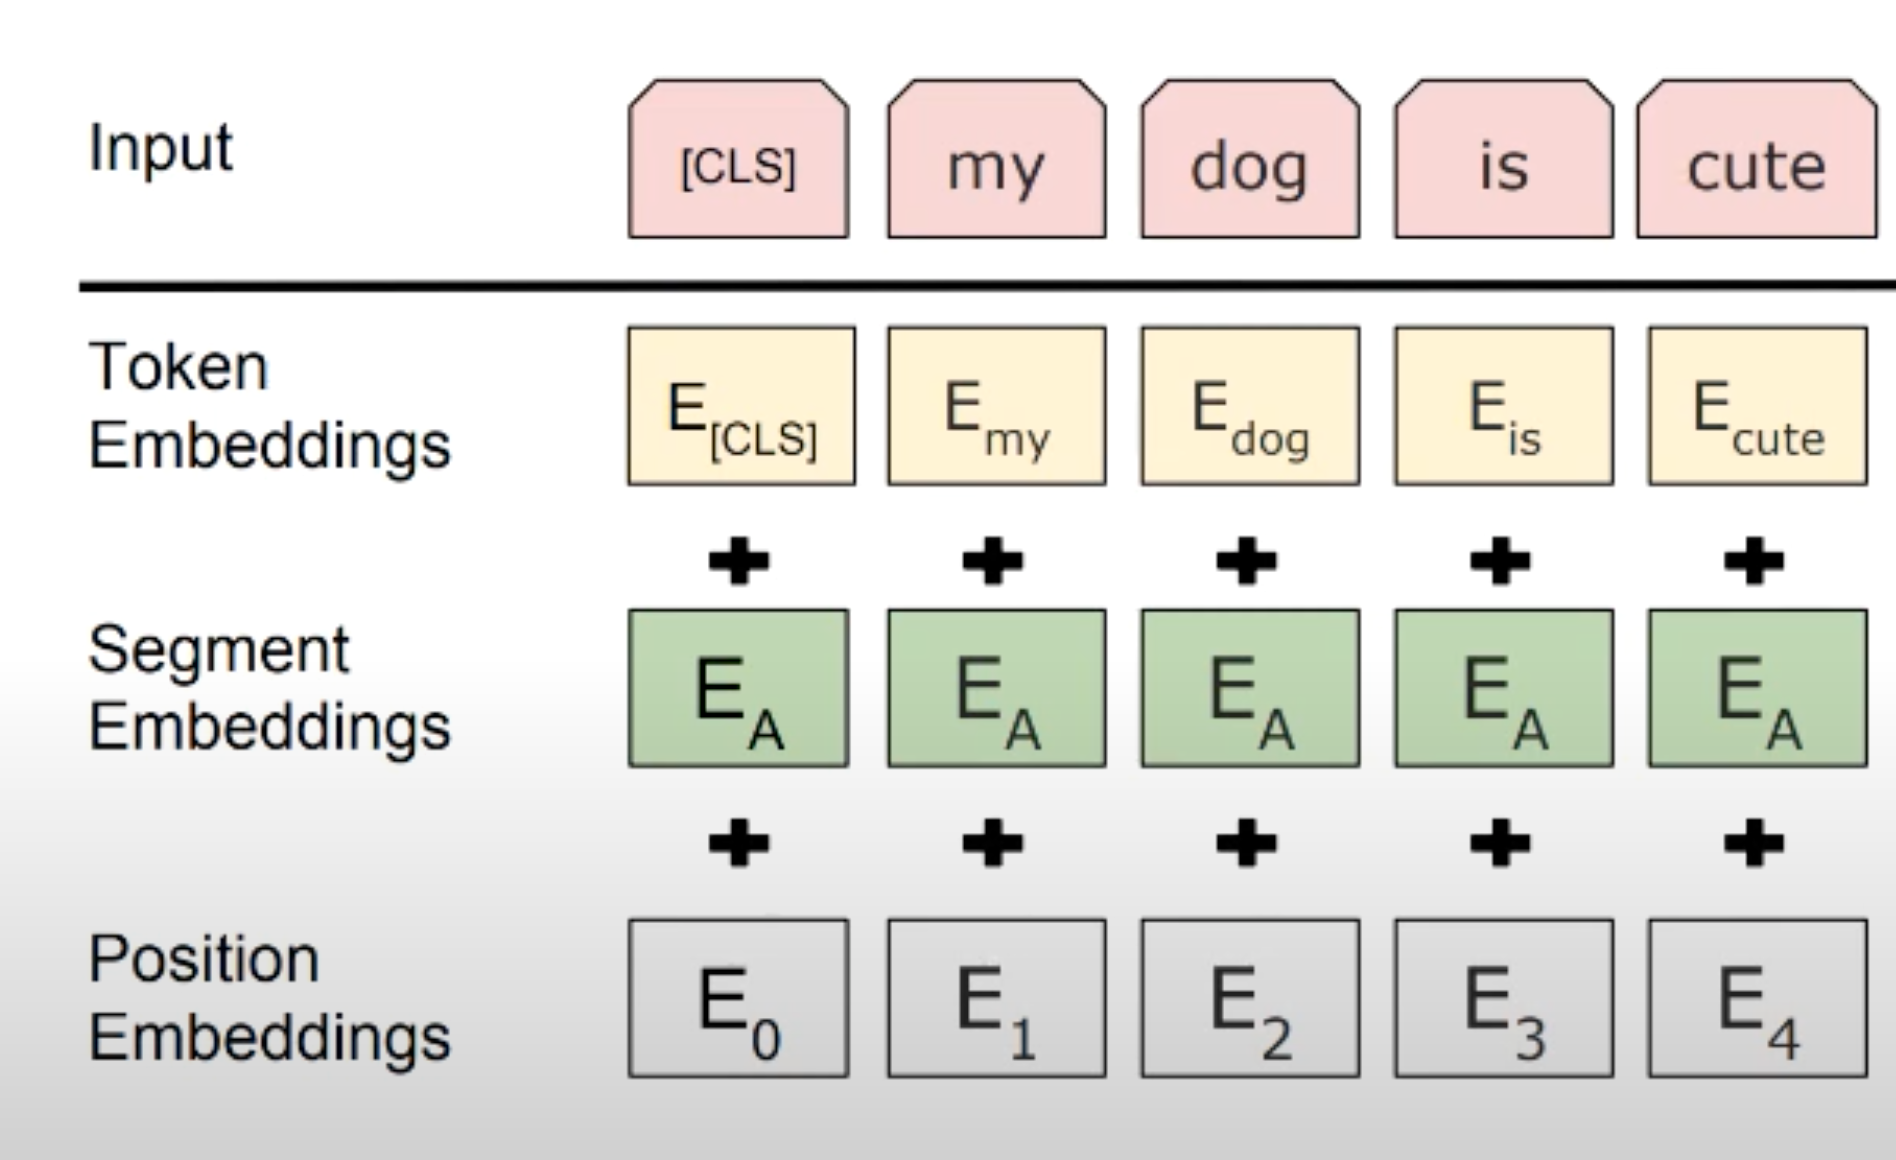 Input [CLS] my dog is cute
Token
Embeddings
E[CLS] Emy Edog Eis Ecute
+ + + + +
Segment
Embeddings
EA EA EA EA EA
+ + + + +
Position
Embeddings
E0 E1 E2 E3 E4